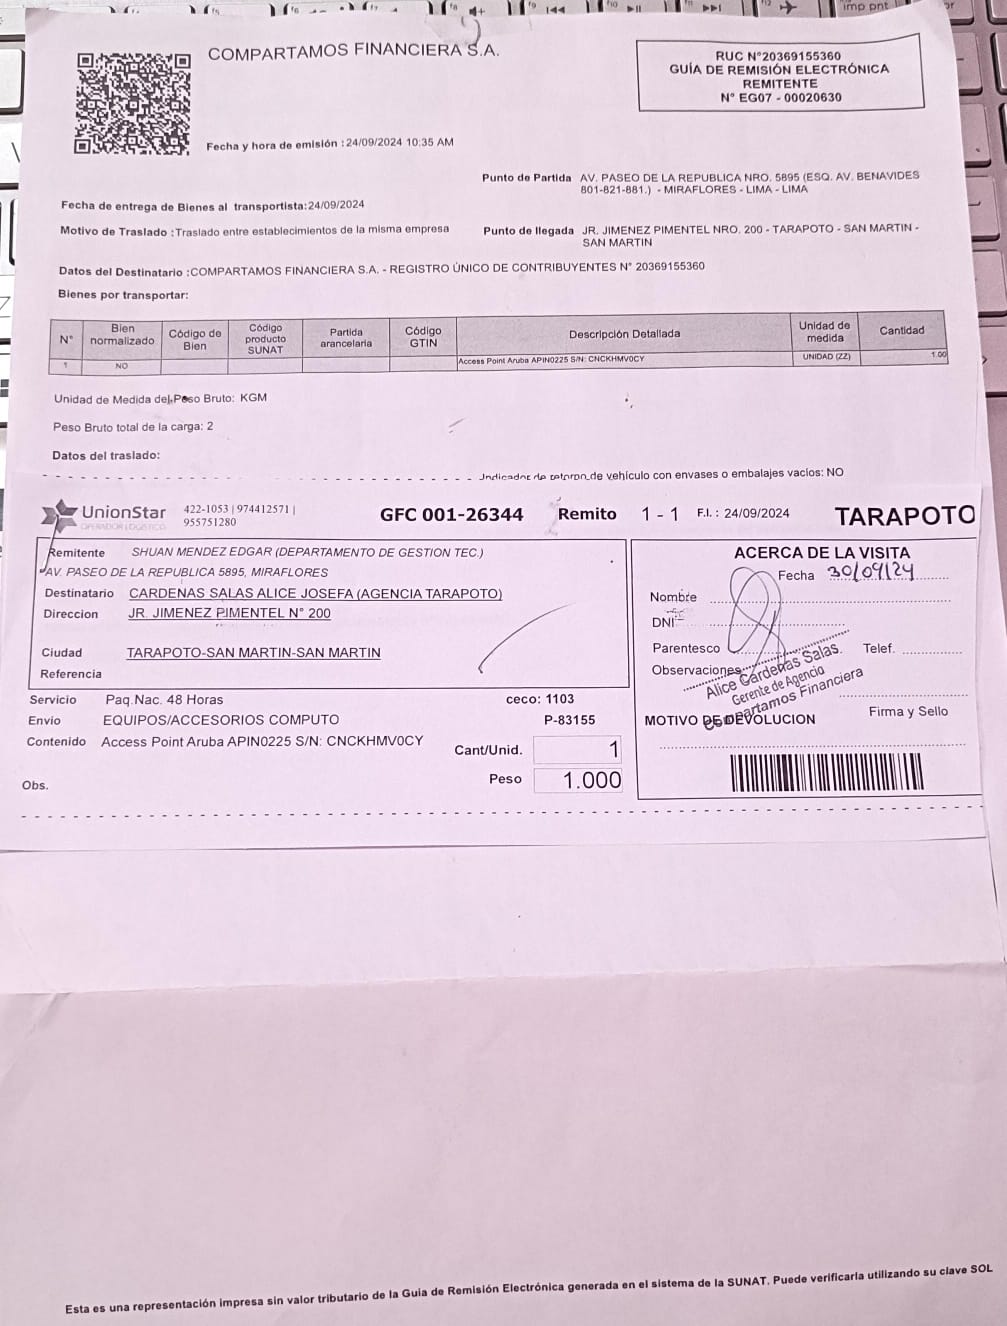 COMPARTAMOS FINANCIERA S.A.
RUC N°20369155360
GUÍA DE REMISIÓN ELECTRÓNICA
REMITENTE
N° EG07 - 00020630
Fecha y hora de emisión : 24/09/2024 10:35 AM
Punto de Partida AV. PASEO DE LA REPUBLICA NRO. 5895 (ESQ. AV. BENAVIDES
801-821-881.) - MIRAFLORES - LIMA - LIMA
Fecha de entrega de Bienes al transportista:24/09/2024
Motivo de Traslado :Traslado entre establecimientos de la misma empresa
Punto de llegada JR. JIMENEZ PIMENTEL NRO. 200 - TARAPOTO - SAN MARTIN -
SAN MARTIN
Datos del Destinatario :COMPARTAMOS FINANCIERA S.A. - REGISTRO ÚNICO DE CONTRIBUYENTES N° 20369155360
Bienes por transportar:
N° Bien normalizado Código de Bien Código producto SUNAT Partida arancelaria Código GTIN Descripción Detallada Unidad de medida Cantidad
1 NO Access Point Aruba APIN0225 S/N: CNCKHMV0CY UNIDAD (ZZ) 1.00
Unidad de Medida del Peso Bruto: KGM
Peso Bruto total de la carga: 2
Datos del traslado:
Indicador de retorno de vehículo con envases o embalajes vacíos: NO
UnionStar
OPERADOR LOGISTICO
422-1053 | 974412571 |
955751280
GFC 001-26344 Remito 1 - 1 F.I. : 24/09/2024 TARAPOTO
Remitente SHUAN MENDEZ EDGAR (DEPARTAMENTO DE GESTION TEC.)
AV. PASEO DE LA REPUBLICA 5895, MIRAFLORES
Destinatario CARDENAS SALAS ALICE JOSEFA (AGENCIA TARAPOTO)
Direccion JR. JIMENEZ PIMENTEL N° 200
Ciudad TARAPOTO-SAN MARTIN-SAN MARTIN
Referencia
Servicio Paq.Nac. 48 Horas ceco: 1103
Envio EQUIPOS/ACCESORIOS COMPUTO P-83155
Contenido Access Point Aruba APIN0225 S/N: CNCKHMV0CY
Cant/Unid. 1
Peso 1.000
Obs.
ACERCA DE LA VISITA
Fecha 30/09/24
Nombre
DNI
Parentesco Telef.
Observaciones
Alice Cárdenas Salas.
Gerente de Agencia
Compartamos Financiera
Firma y Sello
MOTIVO DE DEVOLUCION
Esta es una representación impresa sin valor tributario de la Guia de Remisión Electrónica generada en el sistema de la SUNAT. Puede verificarla utilizando su clave SOL